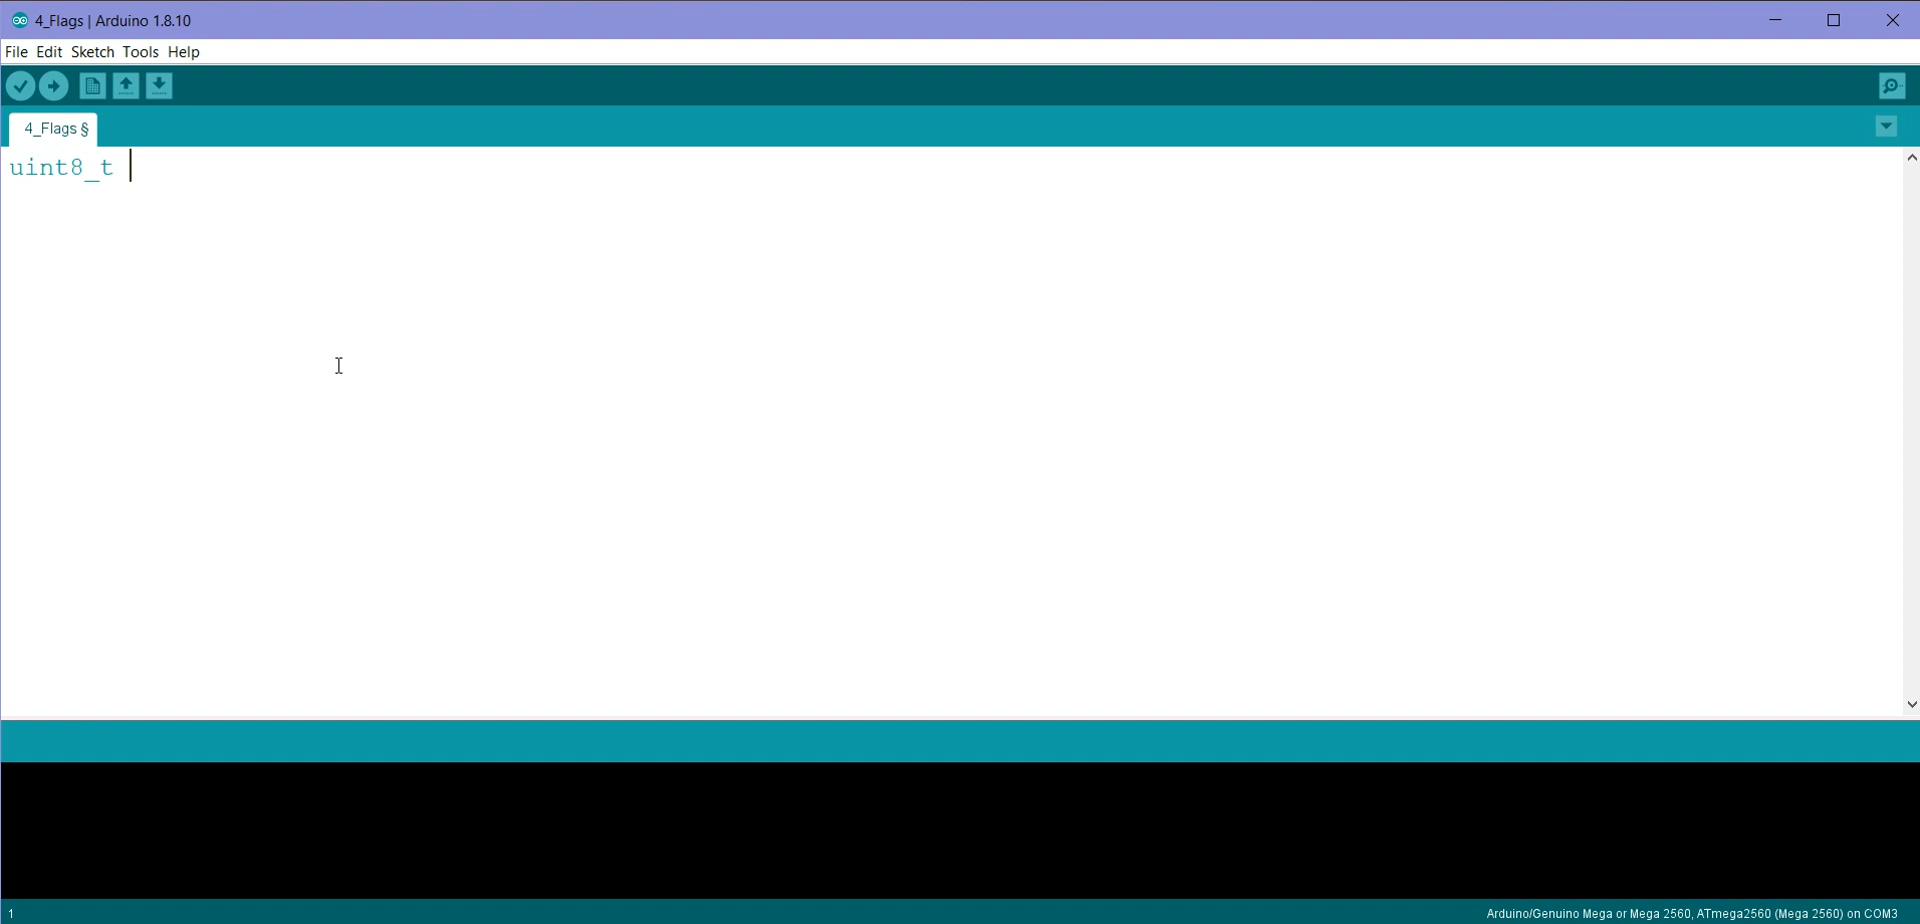 4_Flags | Arduino 1.8.10
File Edit Sketch Tools Help
4_Flags §
uint8_t
1
Arduino/Genuino Mega or Mega 2560, ATmega2560 (Mega 2560) on COM3